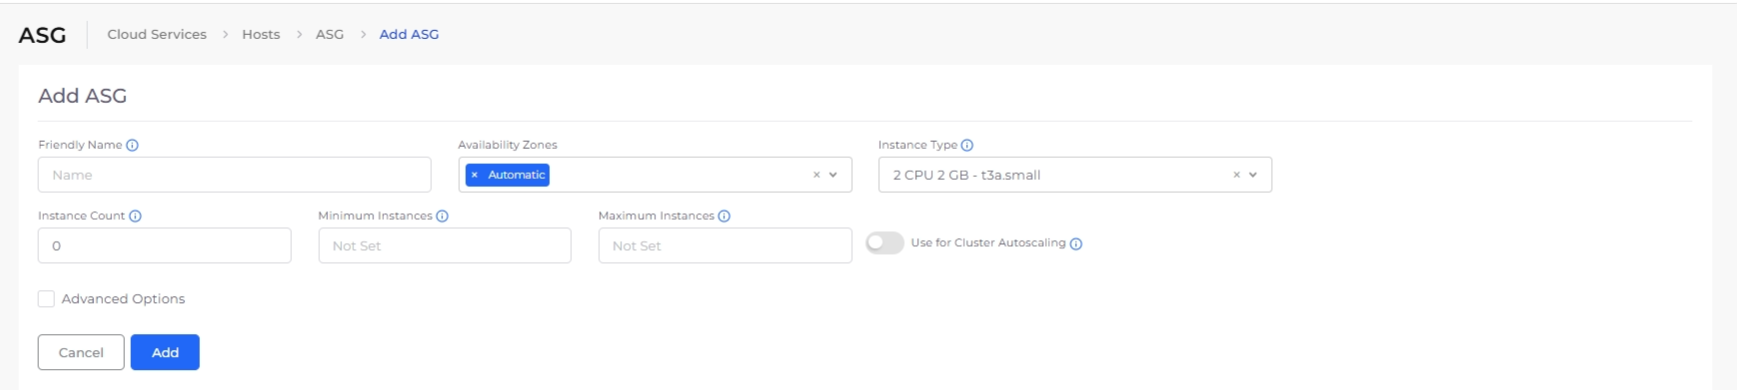 ASG Cloud Services > Hosts > ASG > Add ASG
Add ASG
Friendly Name Availability Zones Instance Type
Name × Automatic × 2 CPU 2 GB - t3a.small ×
Instance Count Minimum Instances Maximum Instances
0 Not Set Not Set Use for Cluster Autoscaling
Advanced Options
Cancel Add